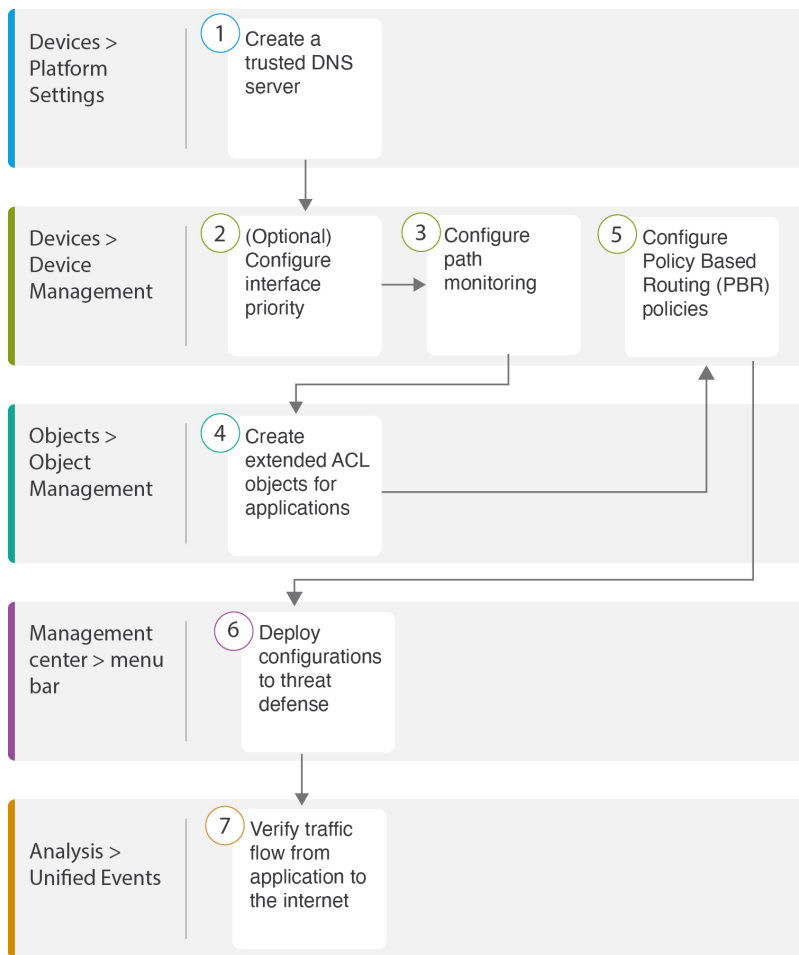 Devices >
Platform
Settings
1
Create a
trusted DNS
server
Devices >
Device
Management
2
(Optional)
Configure
interface
priority
3
Configure
path
monitoring
5
Configure
Policy Based
Routing (PBR)
policies
Objects >
Object
Management
4
Create
extended ACL
objects for
applications
Management
center > menu
bar
6
Deploy
configurations
to threat
defense
Analysis >
Unified Events
7
Verify traffic
flow from
application to
the internet